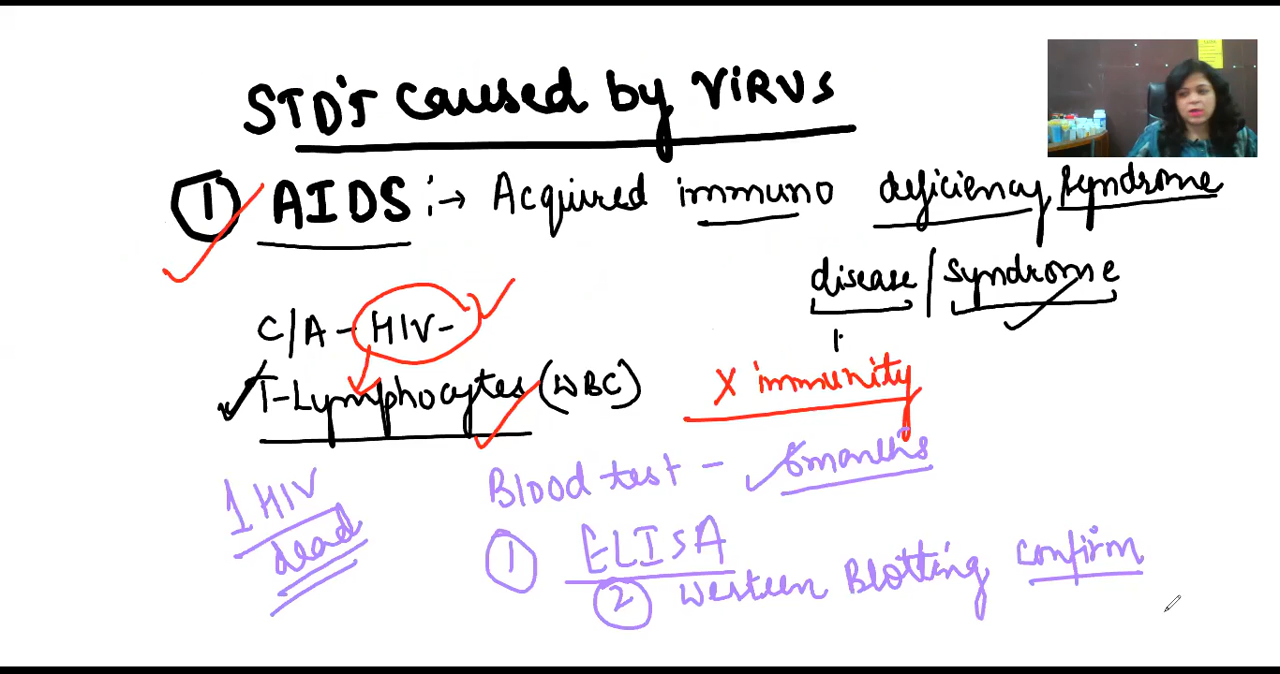 STD's caused by VIRUS
1 AIDS :→ Acquired immuno deficiency syndrome
disease / syndrome
C/A - HIV -
T-Lymphocytes (WBC)
X immunity
1 HIV
dead
Blood test - 6 months
1 ELISA
2 Western Blotting confirm